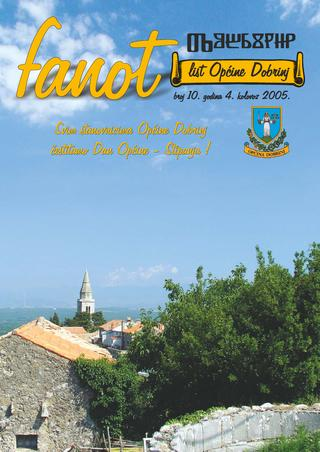 fanot
list Općine Dobrinj
broj 10. godina 4. kolovoz 2005.
Svim stanovnicima Općine Dobrinj
čestitamo Dan Općine – Stipanja !
OPĆINA DOBRINJ